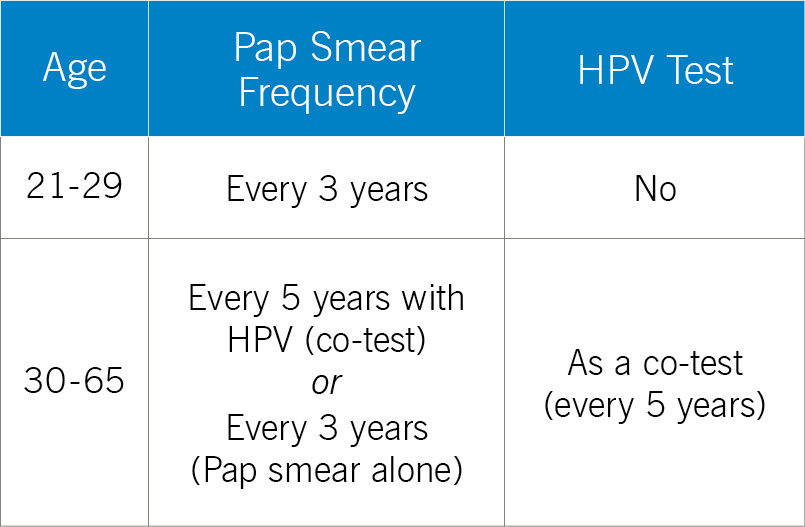 Age
Pap Smear
Frequency
HPV Test
21-29
Every 3 years
No
30-65
Every 5 years with
HPV (co-test)
or
Every 3 years
(Pap smear alone)
As a co-test
(every 5 years)